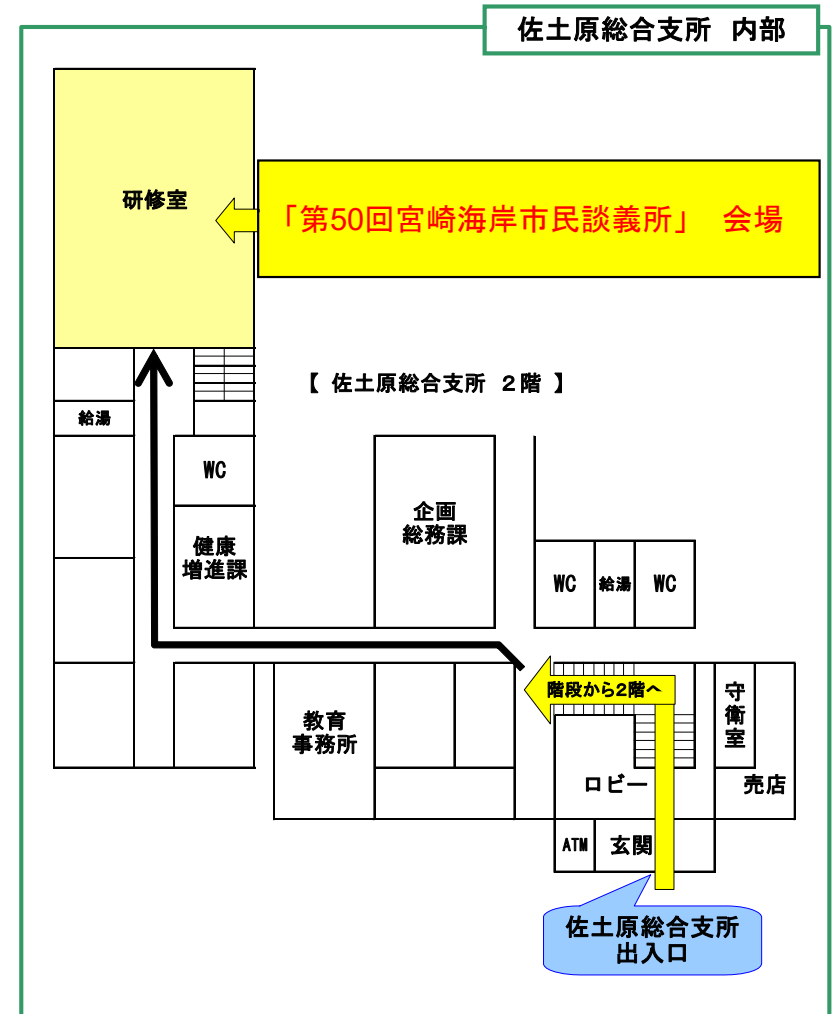 佐土原総合支所 内部
研修室
「第50回宮崎海岸市民談義所」 会場
【 佐土原総合支所 2階 】
給湯
WC
健康
増進課
企画
総務課
WC
給湯
WC
階段から2階へ
守衛室
教育
事務所
ロビー
売店
ATM
玄関
佐土原総合支所
出入口